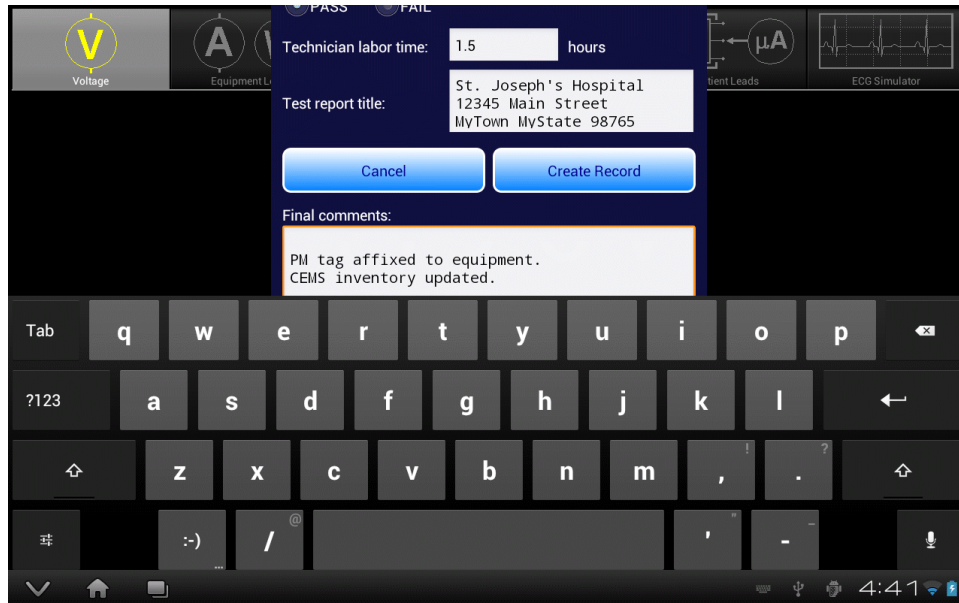 PASS FAIL
V A μA
Voltage Equipment L tient Leads ECG Simulator
Technician labor time: 1.5 hours
Test report title:
St. Joseph's Hospital
12345 Main Street
MyTown MyState 98765
Cancel Create Record
Final comments:
PM tag affixed to equipment.
CEMS inventory updated.
Tab q w e r t y u i o p
?123 a s d f g h j k l
z x c v b n m , ! . ?
:-) ... / @ ' " - _
4:41